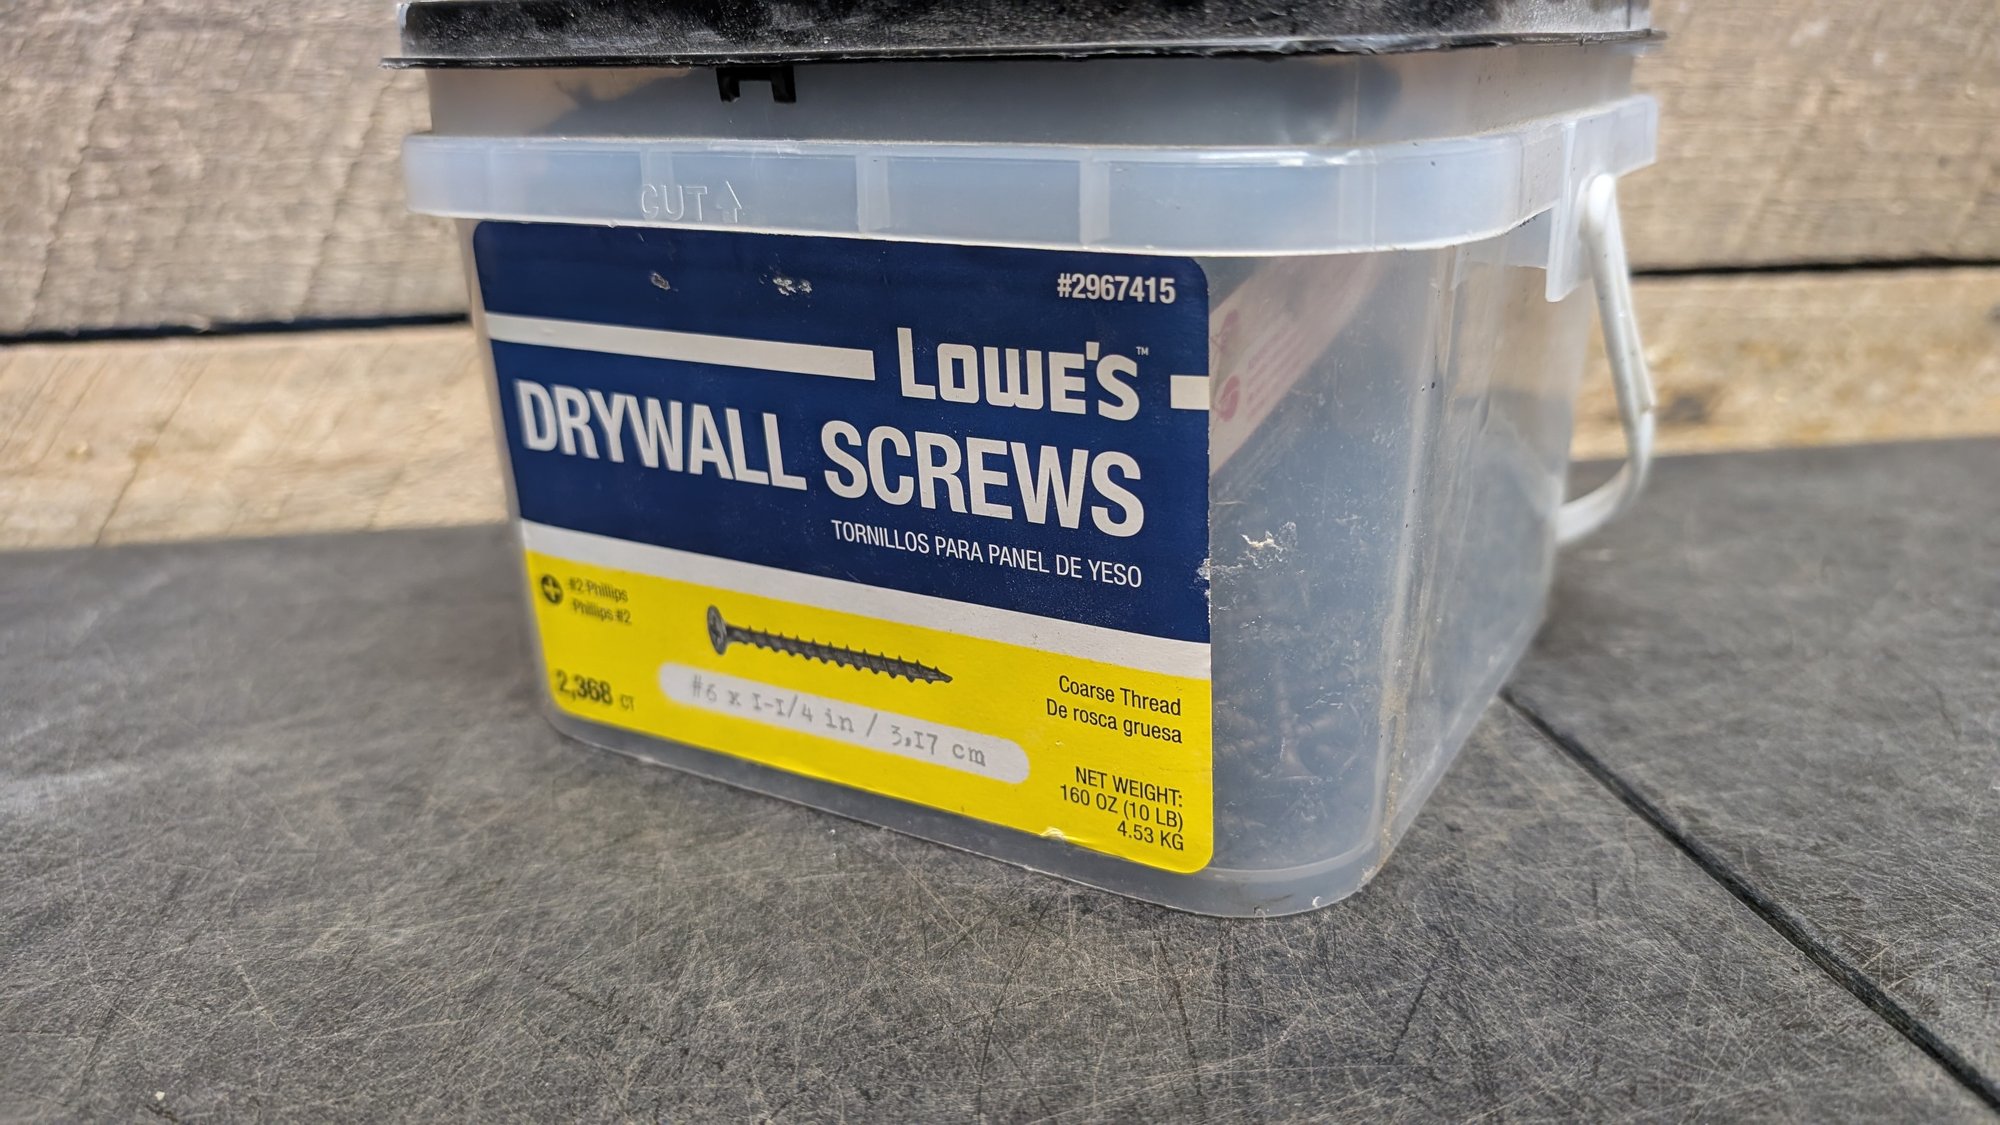 CUT
#2967415
LOWE'S™
DRYWALL SCREWS
TORNILLOS PARA PANEL DE YESO
#2 Phillips
Phillips #2
2,368 CT
#6 x 1-1/4 in / 3,17 cm
Coarse Thread
De rosca gruesa
NET WEIGHT:
160 OZ (10 LB)
4.53 KG